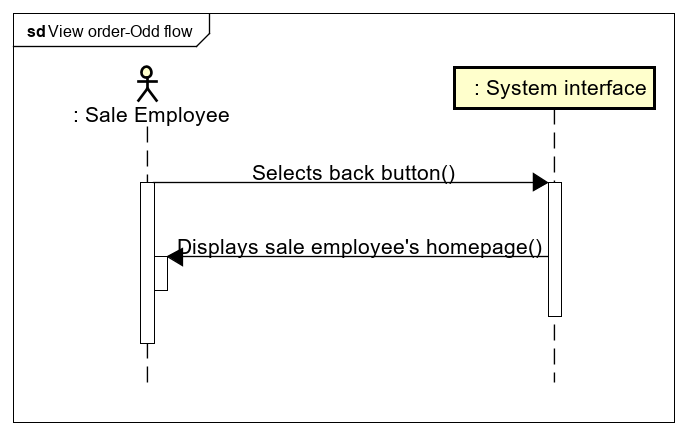 sd View order-Odd flow
: Sale Employee
: System interface
Selects back button()
Displays sale employee's homepage()